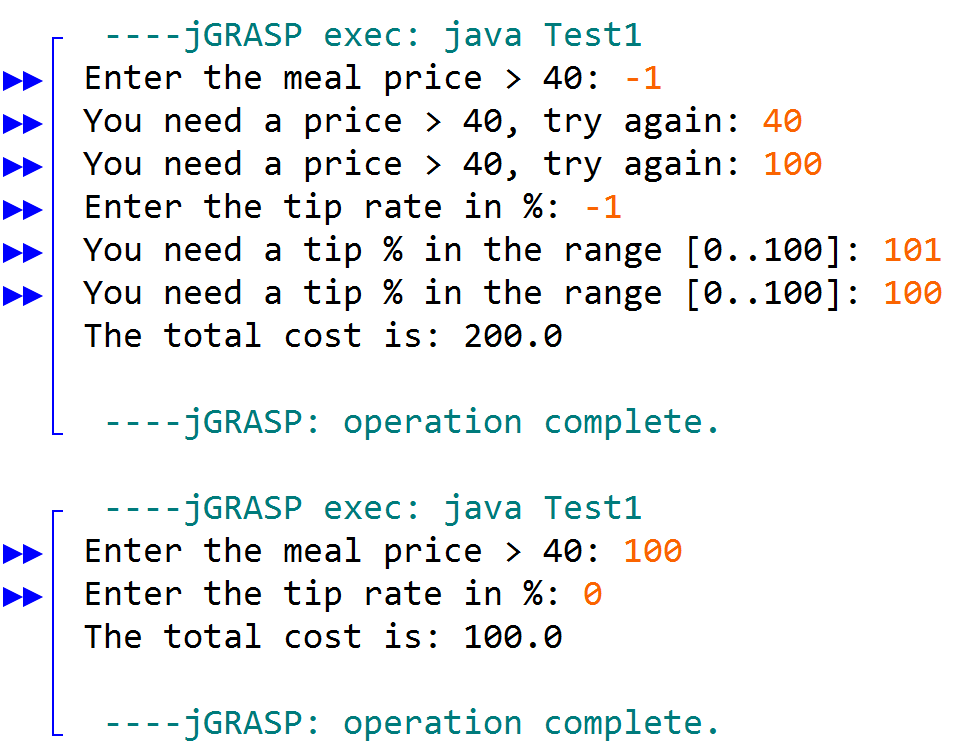 ----jGRASP exec: java Test1
Enter the meal price > 40: -1
You need a price > 40, try again: 40
You need a price > 40, try again: 100
Enter the tip rate in %: -1
You need a tip % in the range [0..100]: 101
You need a tip % in the range [0..100]: 100
The total cost is: 200.0
----jGRASP: operation complete.
----jGRASP exec: java Test1
Enter the meal price > 40: 100
Enter the tip rate in %: 0
The total cost is: 100.0
----jGRASP: operation complete.